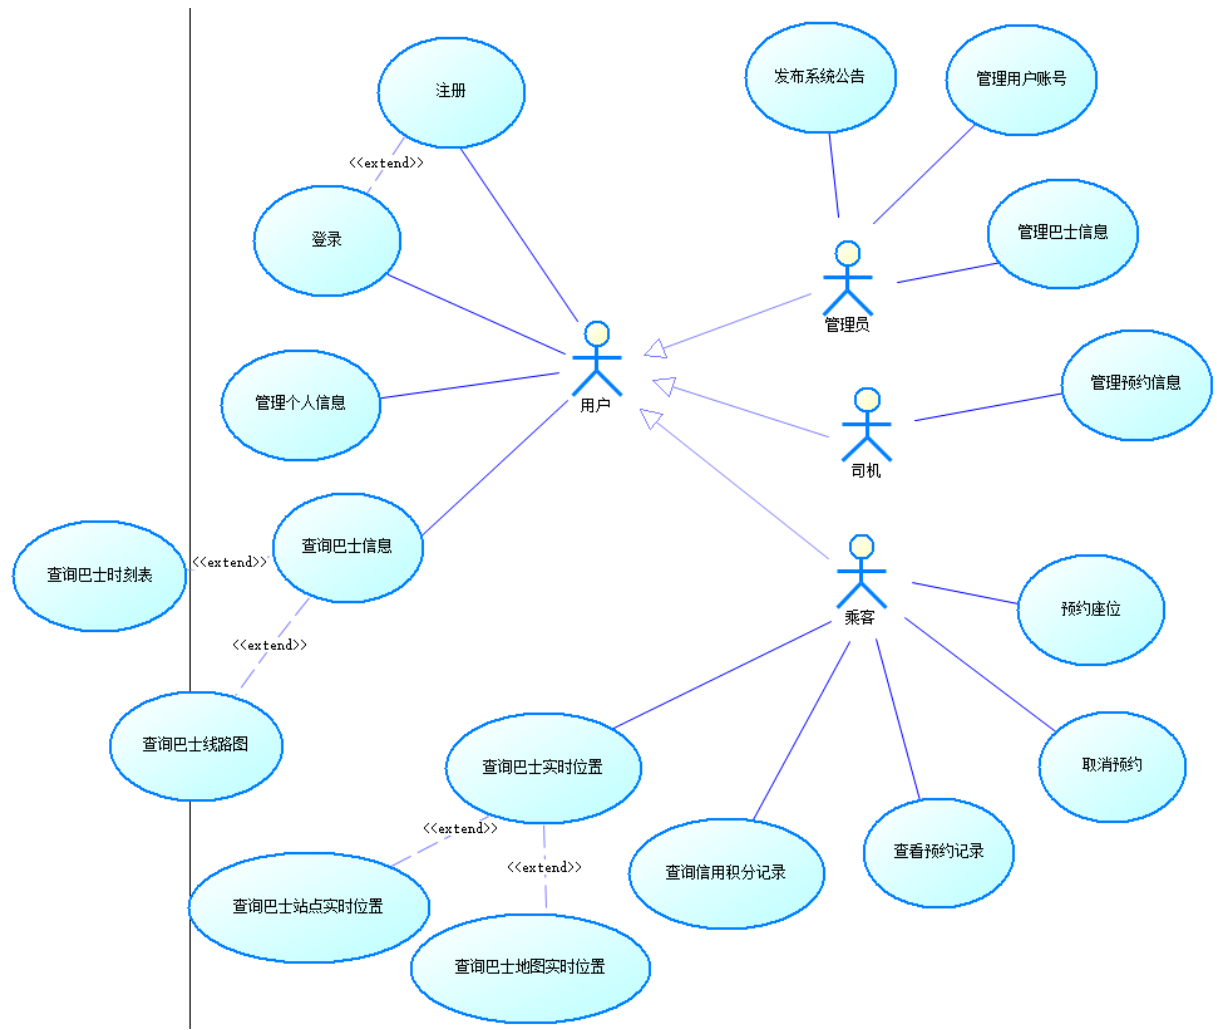 发布系统公告
管理用户账号
注册
<<extend>>
登录
管理巴士信息
管理员
管理个人信息
用户
管理预约信息
司机
查询巴士信息
查询巴士时刻表
<<extend>>
<<extend>>
乘客
预约座位
查询巴士线路图
查询巴士实时位置
取消预约
<<extend>>
<<extend>>
查询信用积分记录
查看预约记录
查询巴士站点实时位置
查询巴士地图实时位置